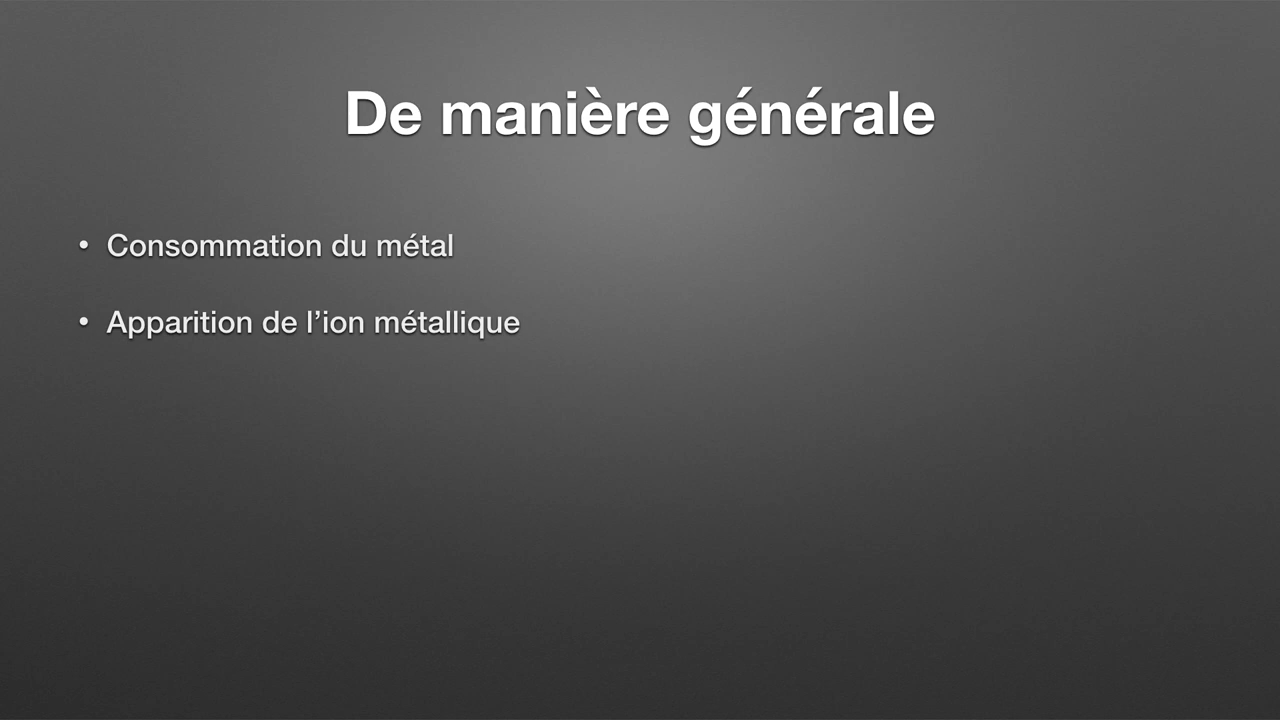 De manière générale
• Consommation du métal
• Apparition de l’ion métallique